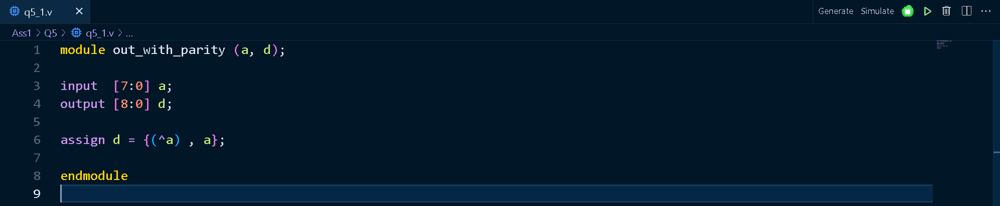 q5_1.v
Generate Simulate
Ass1 > Q5 > q5_1.v > ...
1 module out_with_parity (a, d);
2
3 input  [7:0] a;
4 output [8:0] d;
5
6 assign d = {(^a) , a};
7
8 endmodule
9